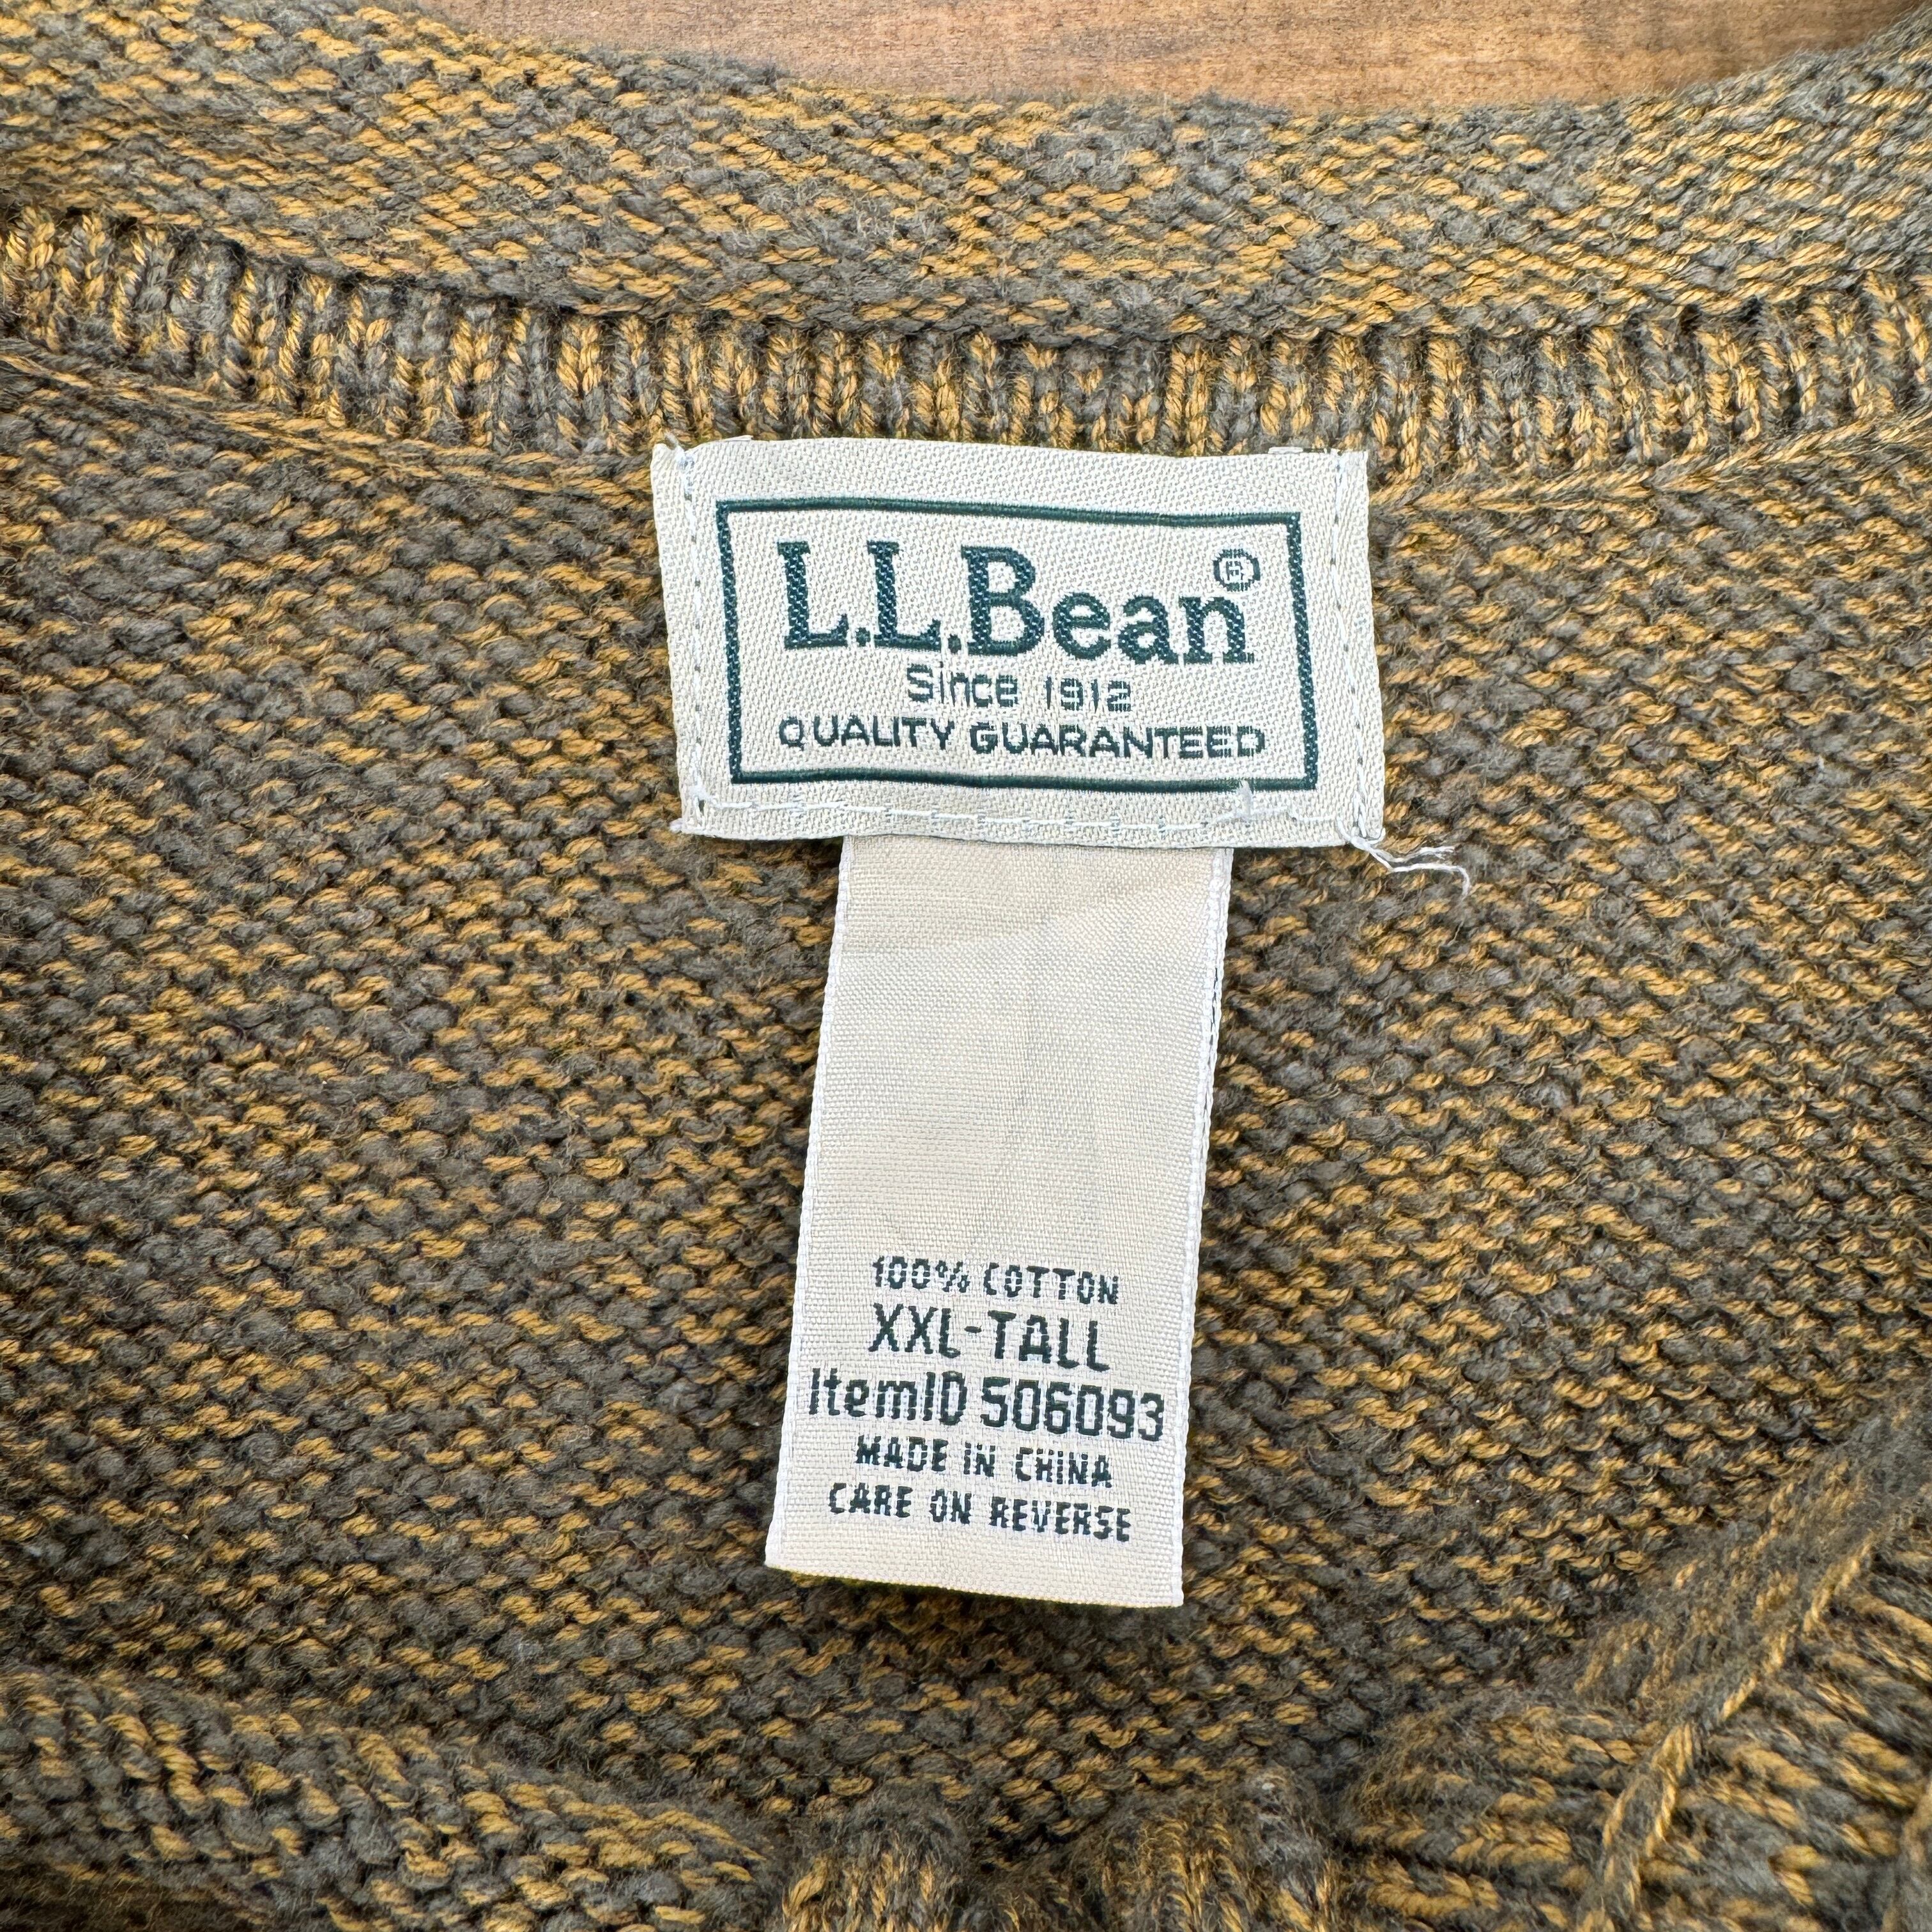 L.L.Bean®
Since 1912
QUALITY GUARANTEED
100% COTTON
XXL-TALL
ItemID 506093
MADE IN CHINA
CARE ON REVERSE